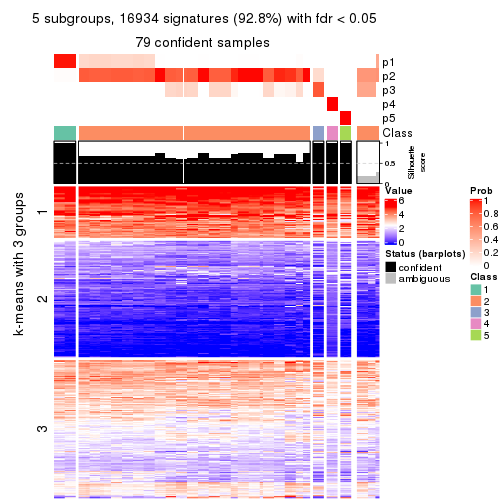 5 subgroups, 16934 signatures (92.8%) with fdr < 0.05
79 confident samples
p1
p2
p3
p4
p5
Class
1
0.5
0
Silhouette
score
k-means with 3 groups
1
2
3
Value
6
4
2
0
Status (barplots)
confident
ambiguous
Prob
1
0.8
0.6
0.4
0.2
0
Class
1
2
3
4
5